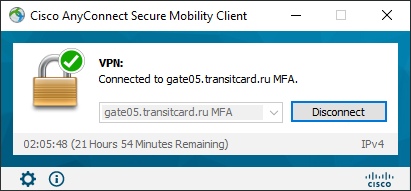 Cisco AnyConnect Secure Mobility Client
VPN:
Connected to gate05.transitcard.ru MFA.
gate05.transitcard.ru MFA
Disconnect
02:05:48 (21 Hours 54 Minutes Remaining)
IPv4
CISCO